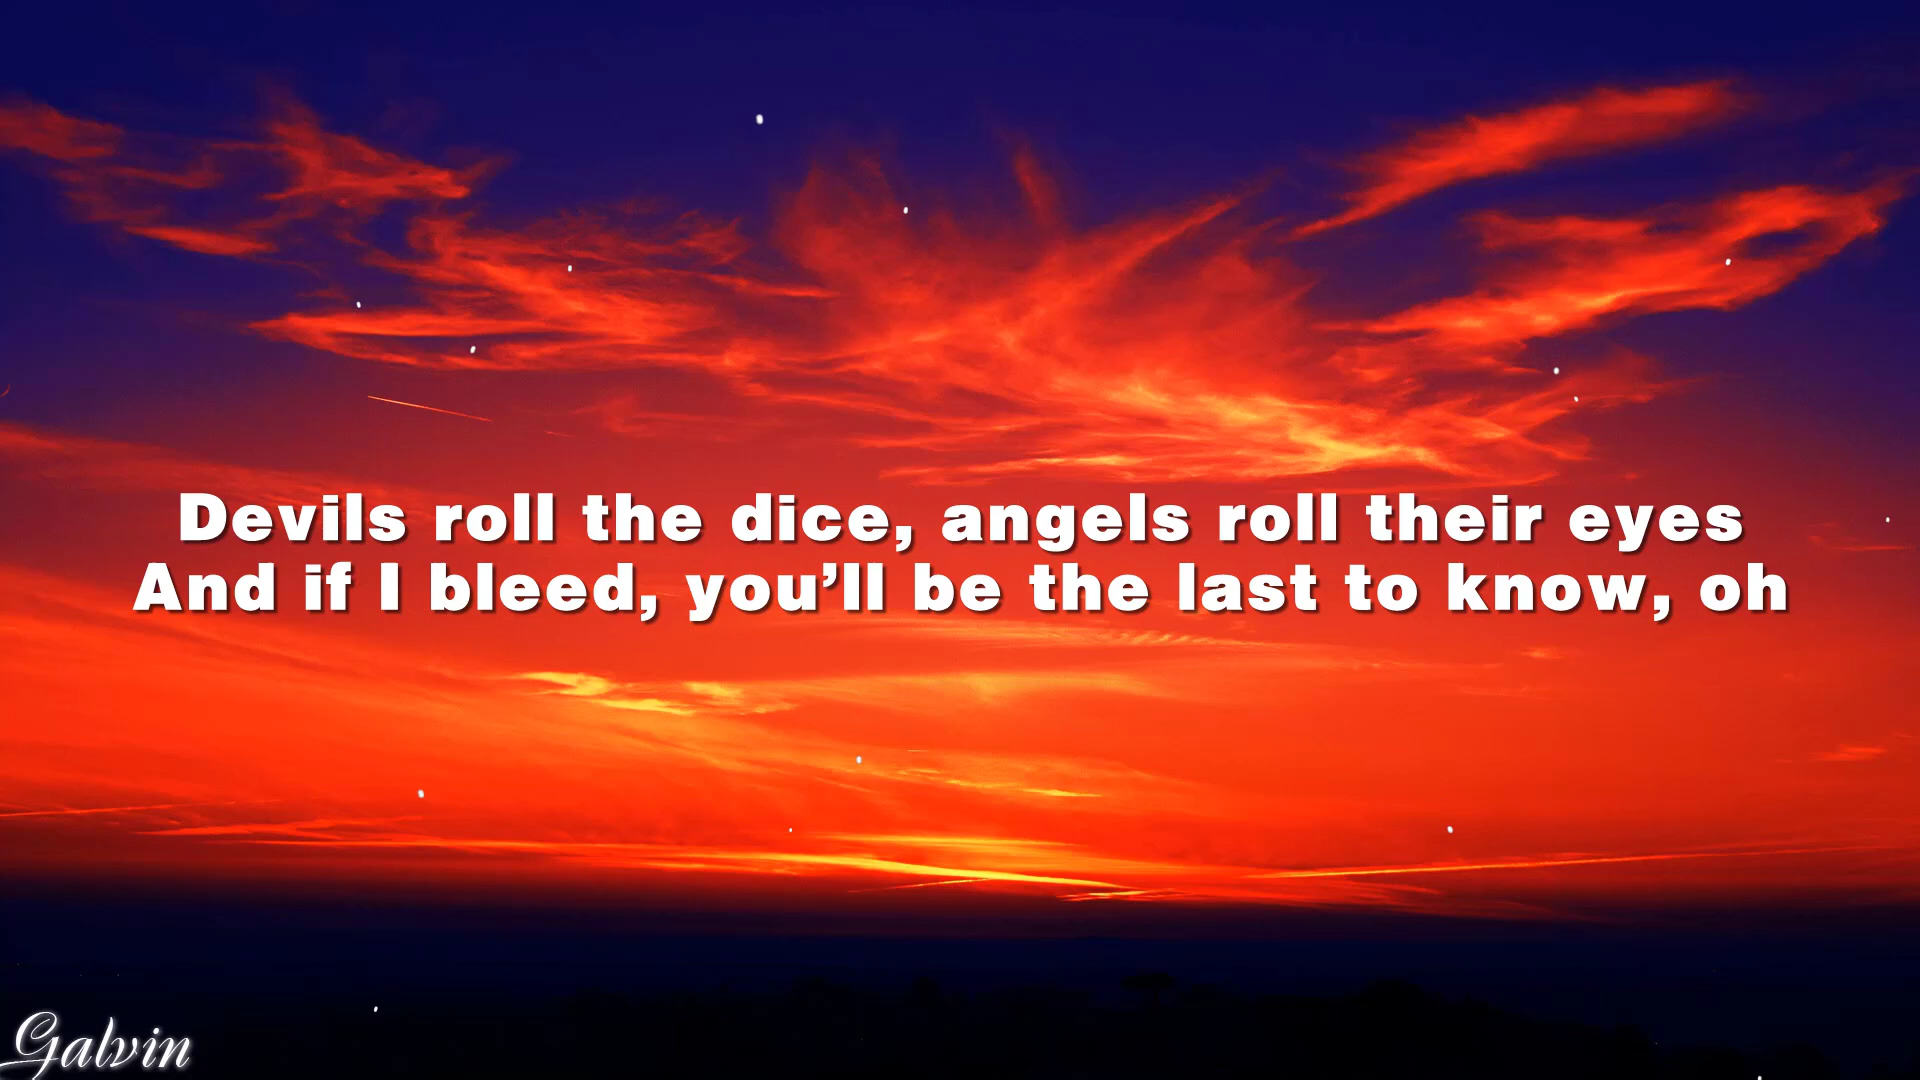 Devils roll the dice, angels roll their eyes
And if I bleed, you’ll be the last to know, oh
Galvin